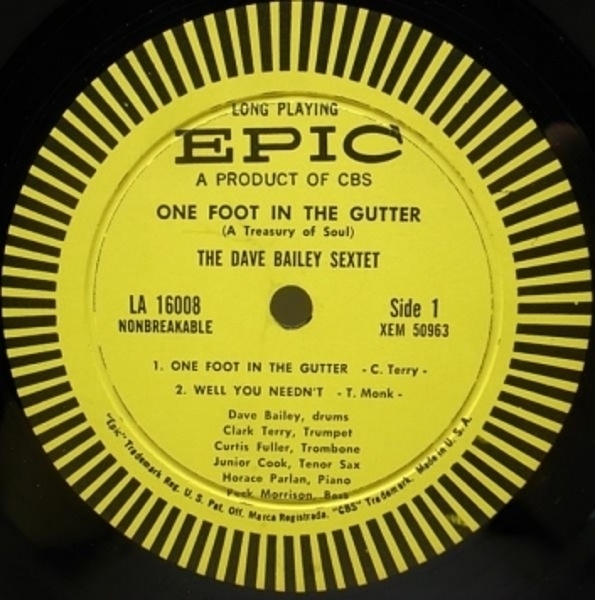 LONG PLAYING
EPIC
A PRODUCT OF CBS
ONE FOOT IN THE GUTTER
(A Treasury of Soul)
THE DAVE BAILEY SEXTET
LA 16008
NONBREAKABLE
Side 1
XEM 50963
1. ONE FOOT IN THE GUTTER - C. Terry -
2. WELL YOU NEEDN'T - T. Monk -
Dave Bailey, drums
Clark Terry, Trumpet
Curtis Fuller, Trombone
Junior Cook, Tenor Sax
Horace Parlan, Piano
Peck Morrison, Bass
"Epic" Trademark Reg. U. S. Pat. Off. Marca Registrada. "CBS" Trademark. Made in U. S. A.